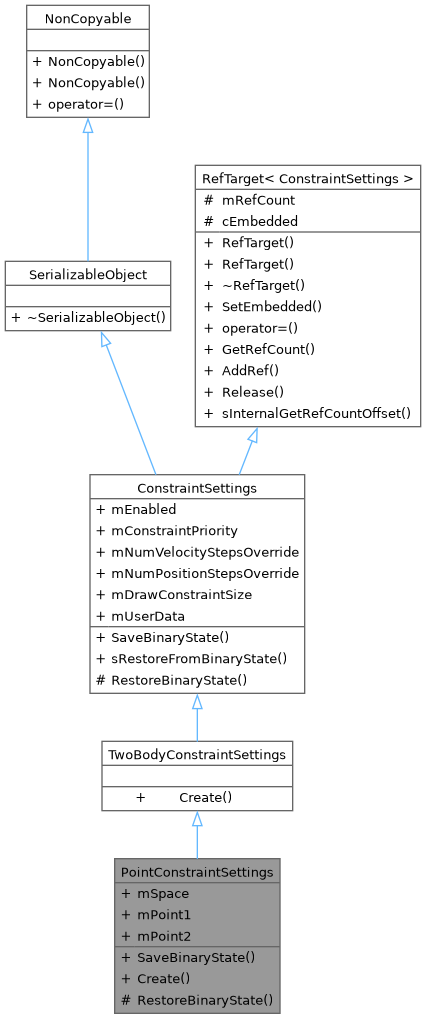 NonCopyable
+ NonCopyable()
+ NonCopyable()
+ operator=()
RefTarget< ConstraintSettings >
# mRefCount
# cEmbedded
+ RefTarget()
+ RefTarget()
+ ~RefTarget()
+ SetEmbedded()
+ operator=()
+ GetRefCount()
+ AddRef()
+ Release()
+ sInternalGetRefCountOffset()
SerializableObject
+ ~SerializableObject()
ConstraintSettings
+ mEnabled
+ mConstraintPriority
+ mNumVelocityStepsOverride
+ mNumPositionStepsOverride
+ mDrawConstraintSize
+ mUserData
+ SaveBinaryState()
+ sRestoreFromBinaryState()
# RestoreBinaryState()
TwoBodyConstraintSettings
+ Create()
PointConstraintSettings
+ mSpace
+ mPoint1
+ mPoint2
+ SaveBinaryState()
+ Create()
# RestoreBinaryState()